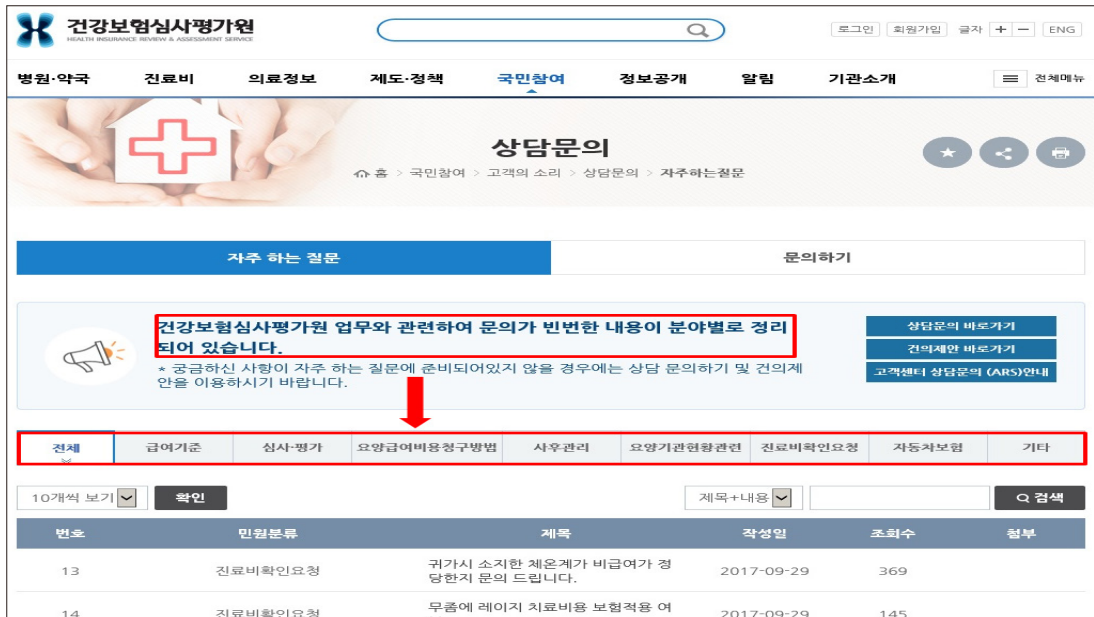 건강보험심사평가원
HEALTH INSURANCE REVIEW & ASSESSMENT SERVICE
로그인 회원가입 글자 + − ENG
병원·약국 진료비 의료정보 제도·정책 국민참여 정보공개 알림 기관소개 전체메뉴
상담문의
홈 > 국민참여 > 고객의 소리 > 상담문의 > 자주하는질문
자주 하는 질문 문의하기
건강보험심사평가원 업무와 관련하여 문의가 빈번한 내용이 분야별로 정리
되어 있습니다.
* 궁금하신 사항이 자주 하는 질문에 준비되어있지 않을 경우에는 상담 문의하기 및 건의제
안을 이용하시기 바랍니다.
상담문의 바로가기
건의제안 바로가기
고객센터 상담문의 (ARS)안내
전체 급여기준 심사·평가 요양급여비용청구방법 사후관리 요양기관현황관련 진료비확인요청 자동차보험 기타
10개씩 보기 확인 제목+내용 검색
번호 민원분류 제목 작성일 조회수 첨부
13 진료비확인요청 귀가시 소지한 체온계가 비급여가 정 2017-09-29 369
당한지 문의 드립니다.
14 진료비확인요청 무좀에 레이지 치료비용 보험적용 여 2017-09-29 145